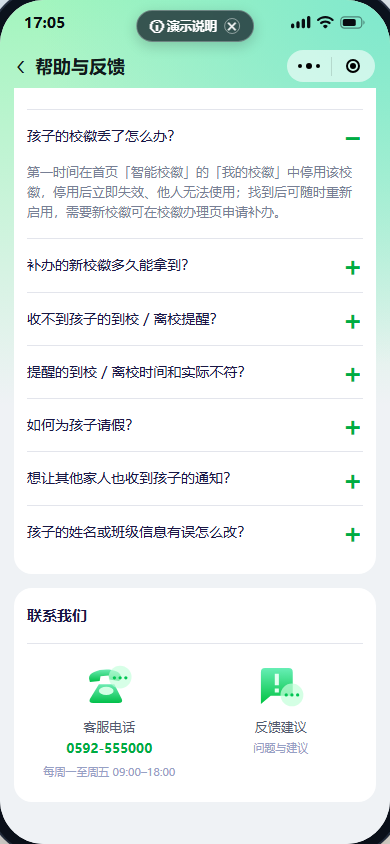 17:05
演示说明
帮助与反馈
孩子的校徽丢了怎么办?
第一时间在首页「智能校徽」的「我的校徽」中停用该校
徽，停用后立即失效、他人无法使用；找到后可随时重新
启用，需要新校徽可在校徽办理页申请补办。
补办的新校徽多久能拿到?
收不到孩子的到校 / 离校提醒?
提醒的到校 / 离校时间和实际不符?
如何为孩子请假?
想让其他家人也收到孩子的通知?
孩子的姓名或班级信息有误怎么改?
联系我们
客服电话
0592-555000
每周一至周五 09:00–18:00
反馈建议
问题与建议